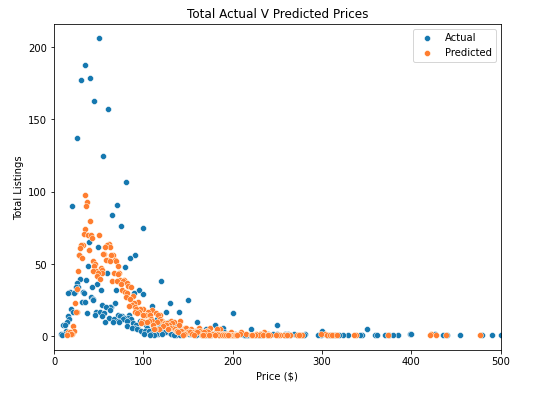 Total Actual V Predicted Prices
Actual
Predicted
Total Listings
200
150
100
50
0
0 100 200 300 400 500
Price ($)